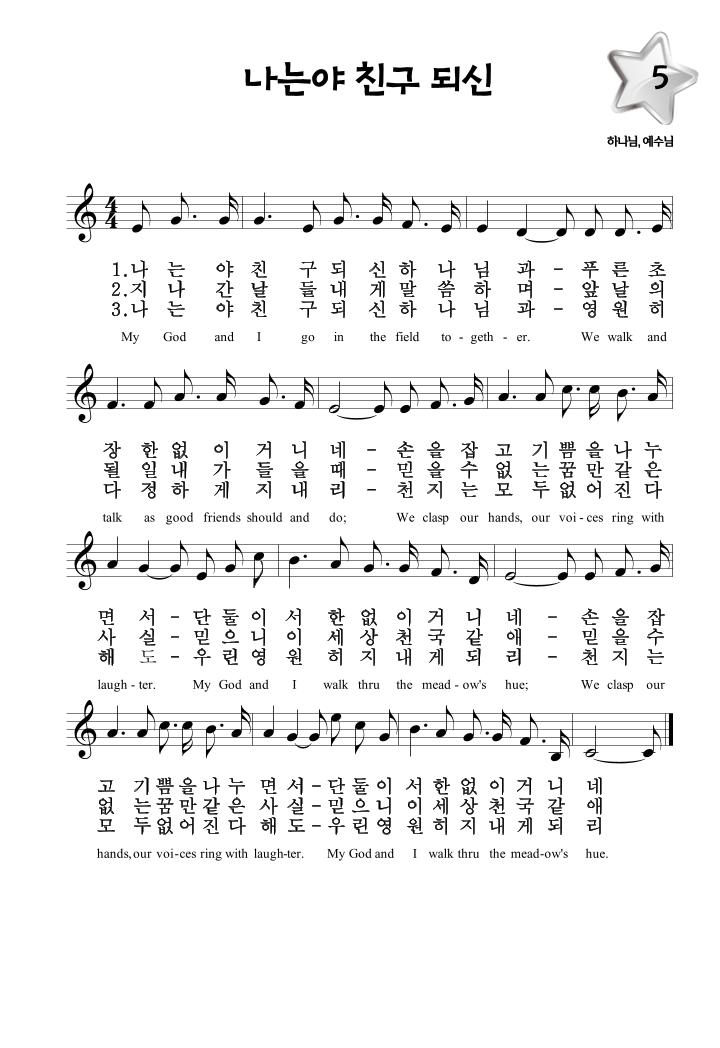 나는야 친구 되신
5
하나님, 예수님
1.나 는 야 친 구 되 신 하 나 님 과 - 푸 른 초
2.지 나 간 날 들 내 게 말 씀 하 며 - 앞 날 의
3.나 는 야 친 구 되 신 하 나 님 과 - 영 원 히
My God and I go in the field to - geth - er. We walk and
장 한 없 이 거 니 네 - 손 을 잡 고 기 쁨 을 나 누
될 일 내 가 들 을 때 - 믿 을 수 없 는 꿈 만 같 은
다 정 하 게 지 내 리 - 천 지 는 모 두 없 어 진 다
talk as good friends should and do; We clasp our hands, our voi - ces ring with
면 서 - 단 둘 이 서 한 없 이 거 니 네 - 손 을 잡
사 실 - 믿 으 니 이 세 상 천 국 같 애 - 믿 을 수
해 도 - 우 린 영 원 히 지 내 게 되 리 - 천 지 는
laugh - ter. My God and I walk thru the mead - ow's hue; We clasp our
고 기 쁨 을 나 누 면 서 - 단 둘 이 서 한 없 이 거 니 네
없 는 꿈 만 같 은 사 실 - 믿 으 니 이 세 상 천 국 같 애
모 두 없 어 진 다 해 도 - 우 린 영 원 히 지 내 게 되 리
hands, our voi - ces ring with laugh - ter. My God and I walk thru the mead - ow's hue.